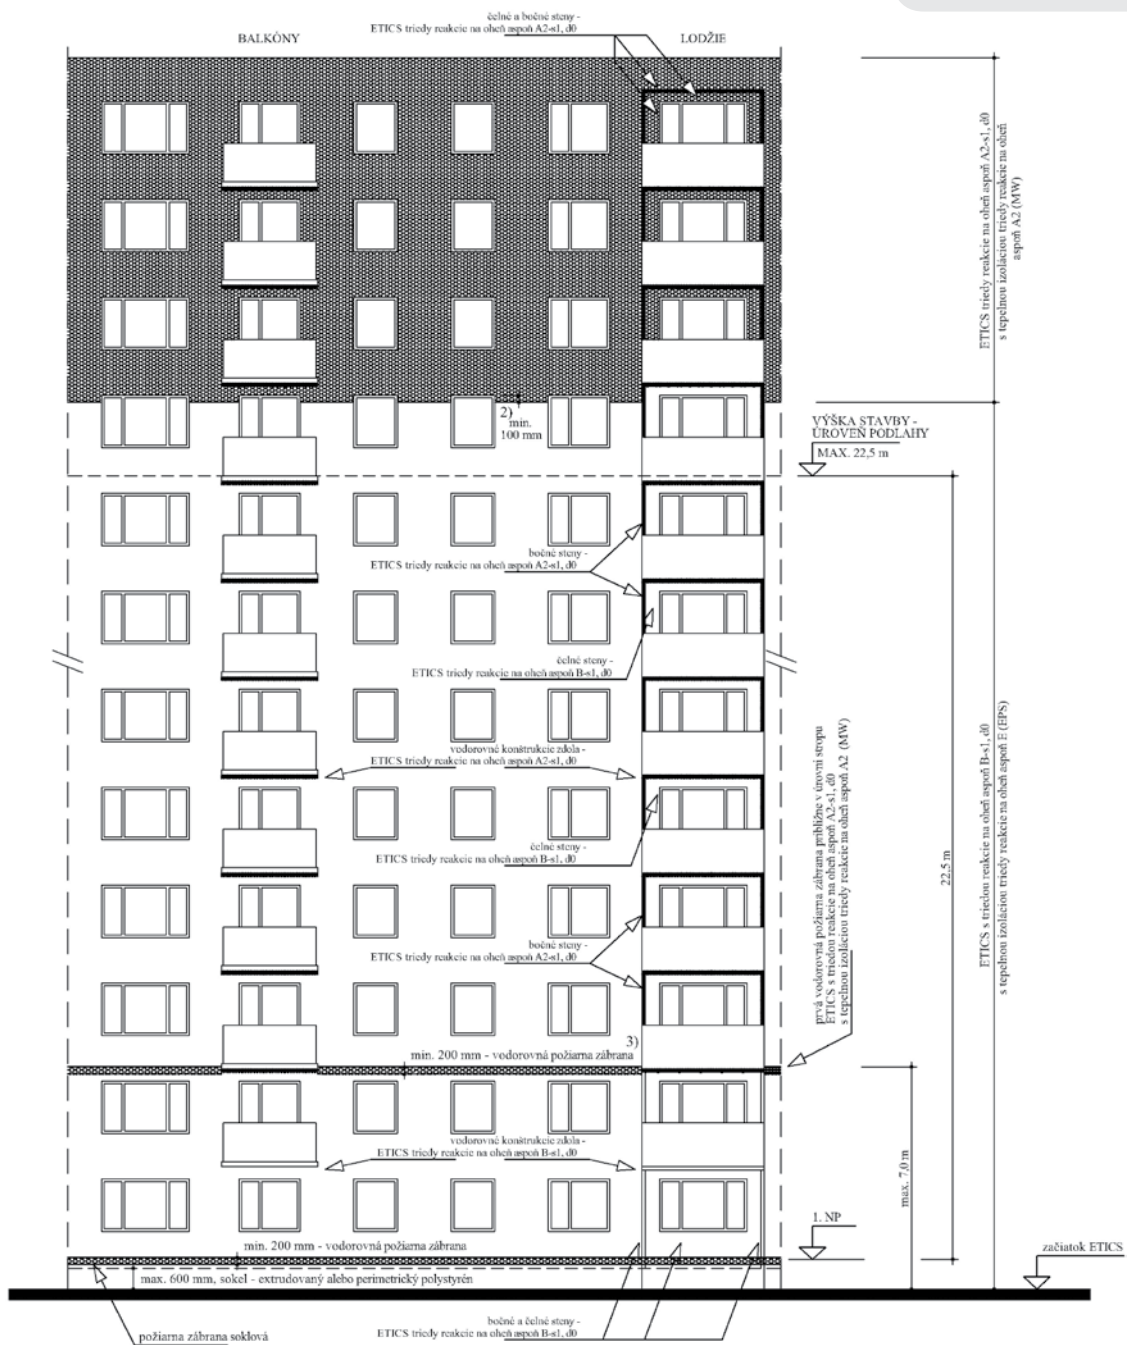 čelné a bočné steny -
ETICS triedy reakcie na oheň aspoň A2-s1, d0
BALKÓNY
LODŽIE
ETICS triedy reakcie na oheň aspoň A2-s1, d0
s tepelnou izoláciou triedy reakcie na oheň
aspoň A2 (MW)
2)
min.
100 mm
VÝŠKA STAVBY -
ÚROVEŇ PODLAHY
MAX. 22,5 m
bočné steny -
ETICS triedy reakcie na oheň aspoň A2-s1, d0
čelné steny -
ETICS triedy reakcie na oheň aspoň B-s1, d0
vodorovné konštrukcie zdola -
ETICS triedy reakcie na oheň aspoň A2-s1, d0
čelné steny -
ETICS triedy reakcie na oheň aspoň B-s1, d0
bočné steny -
ETICS triedy reakcie na oheň aspoň A2-s1, d0
prvá vodorovná požiarna zábrana približne v úrovni stropu
ETICS s triedou reakcie na oheň aspoň A2-s1, d0
s tepelnou izoláciou triedy reakcie na oheň aspoň A2 (MW)
22,5 m
ETICS s triedou reakcie na oheň aspoň B-s1, d0
s tepelnou izoláciou triedy reakcie na oheň aspoň E (EPS)
3)
min. 200 mm - vodorovná požiarna zábrana
vodorovné konštrukcie zdola -
ETICS triedy reakcie na oheň aspoň B-s1, d0
max. 7,0 m
1. NP
min. 200 mm - vodorovná požiarna zábrana
začiatok ETICS
max. 600 mm, sokel - extrudovaný alebo perimetrický polystyrén
bočné a čelné steny -
ETICS triedy reakcie na oheň aspoň B-s1, d0
požiarna zábrana soklová